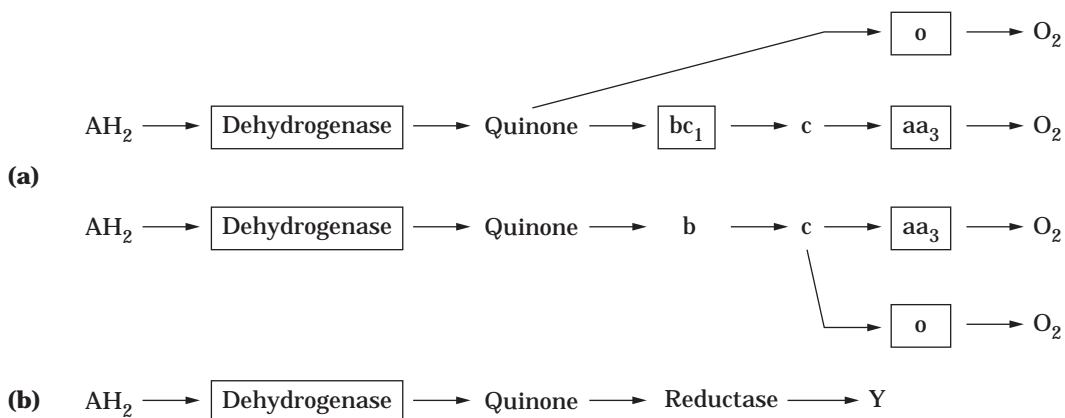 o O₂
AH₂ Dehydrogenase Quinone bc₁ c aa₃ O₂
(a)
AH₂ Dehydrogenase Quinone b c aa₃ O₂
o O₂
(b) AH₂ Dehydrogenase Quinone Reductase Y